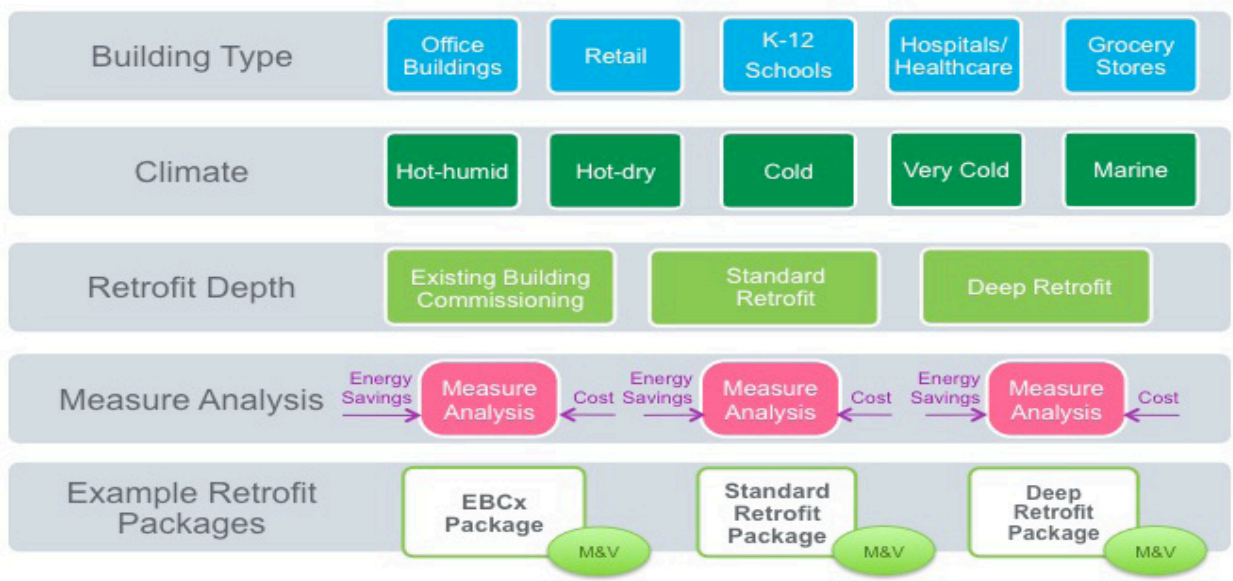 Building Type
Office
Buildings
Retail
K-12
Schools
Hospitals/
Healthcare
Grocery
Stores
Climate
Hot-humid
Hot-dry
Cold
Very Cold
Marine
Retrofit Depth
Existing Building
Commissioning
Standard
Retrofit
Deep Retrofit
Measure Analysis
Energy
Savings
Measure
Analysis
Cost
Energy
Savings
Measure
Analysis
Cost
Energy
Savings
Measure
Analysis
Cost
Example Retrofit
Packages
EBCx
Package
M&V
Standard
Retrofit
Package
M&V
Deep
Retrofit
Package
M&V